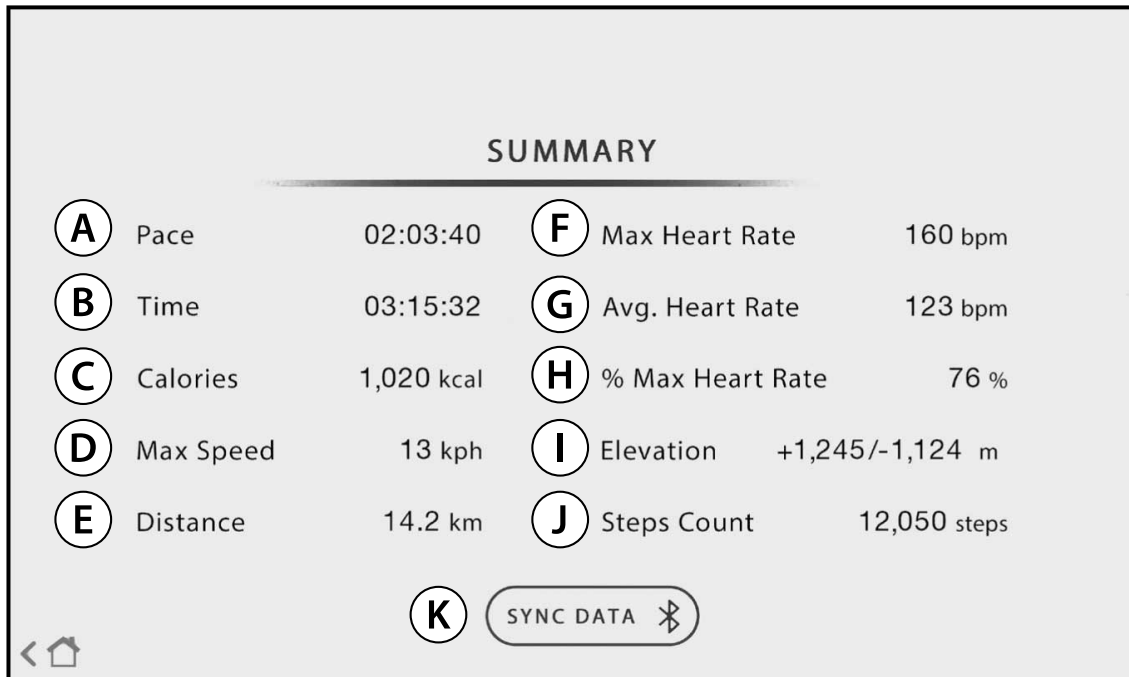 SUMMARY
A Pace 02:03:40 F Max Heart Rate 160 bpm
B Time 03:15:32 G Avg. Heart Rate 123 bpm
C Calories 1,020 kcal H % Max Heart Rate 76 %
D Max Speed 13 kph I Elevation +1,245/-1,124 m
E Distance 14.2 km J Steps Count 12,050 steps
K SYNC DATA